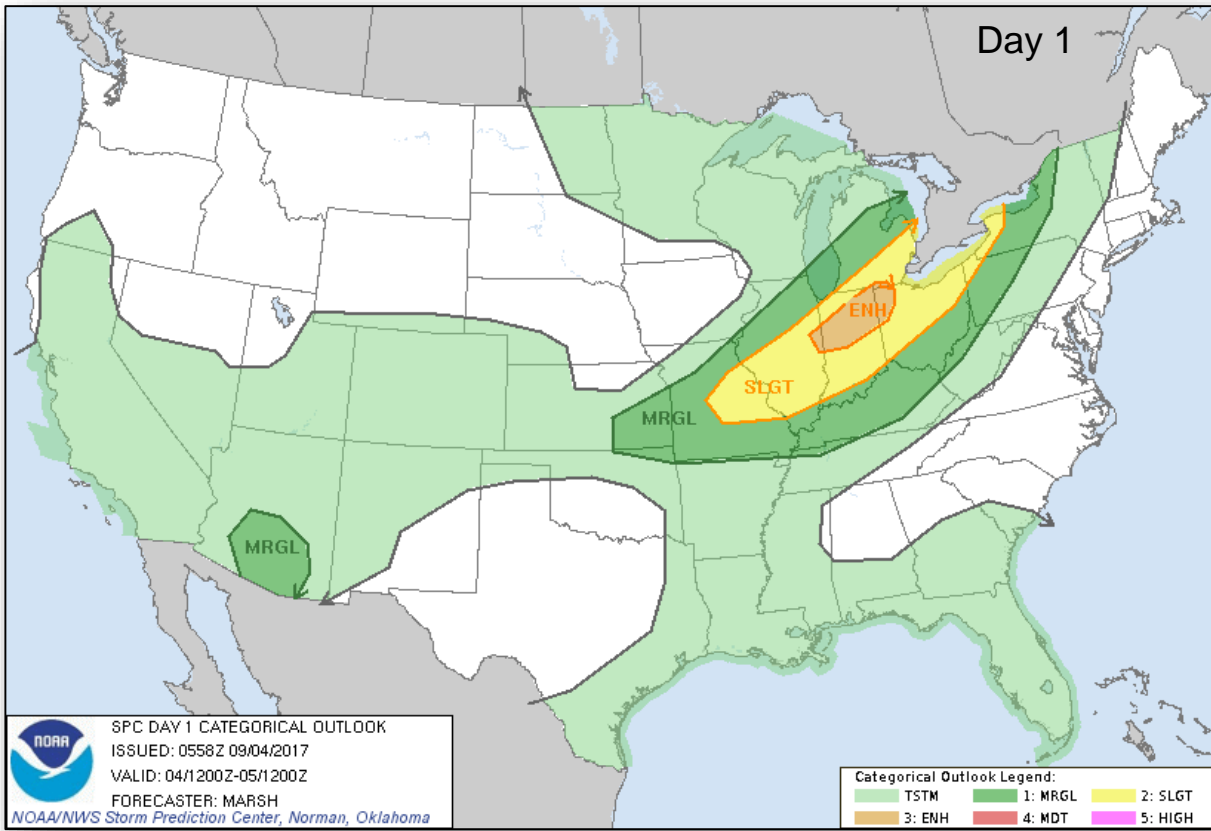 Day 1
ENH
SLGT
MRGL
MRGL
NOAA
SPC DAY 1 CATEGORICAL OUTLOOK
ISSUED: 0558Z 09/04/2017
VALID: 04/1200Z-05/1200Z
FORECASTER: MARSH
NOAA/NWS Storm Prediction Center, Norman, Oklahoma
Categorical Outlook Legend:
TSTM 1: MRGL 2: SLGT
3: ENH 4: MDT 5: HIGH